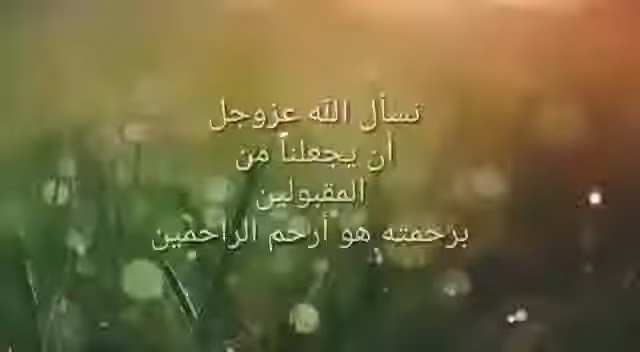 نسأل الله عزوجل
أن يجعلناً من
المقبولين
برحمته هو أرحم الراحمين